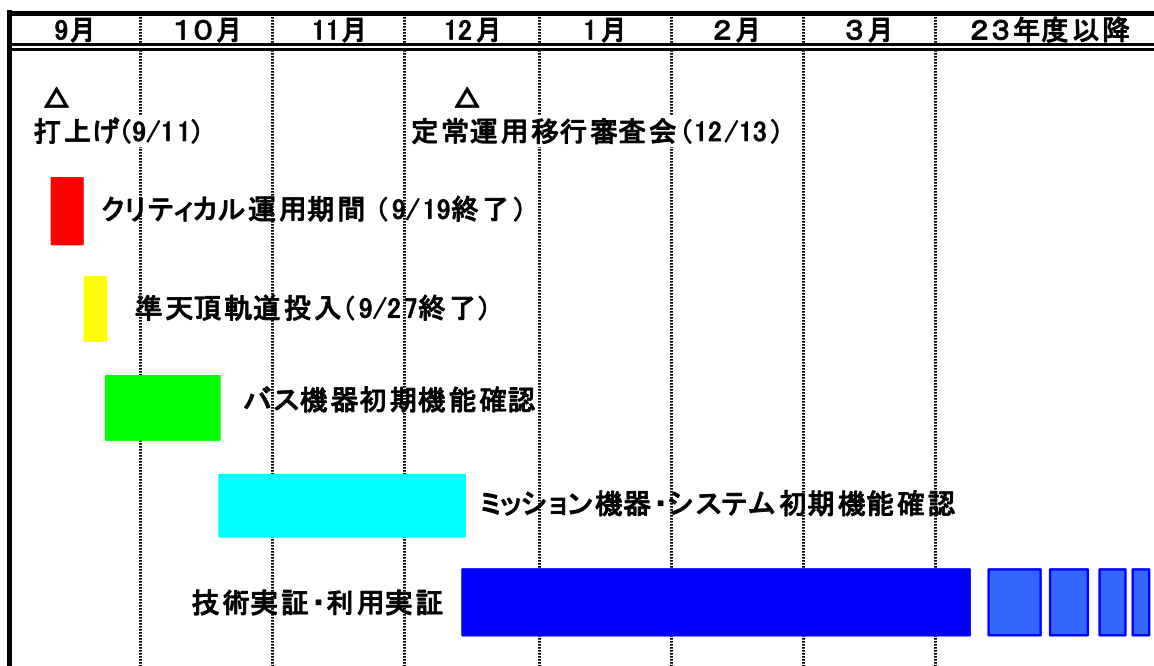 9月 10月 11月 12月 1月 2月 3月 23年度以降
△ △
打上げ(9/11) 定常運用移行審査会(12/13)
クリティカル運用期間 (9/19終了)
準天頂軌道投入(9/27終了)
バス機器初期機能確認
ミッション機器・システム初期機能確認
技術実証・利用実証